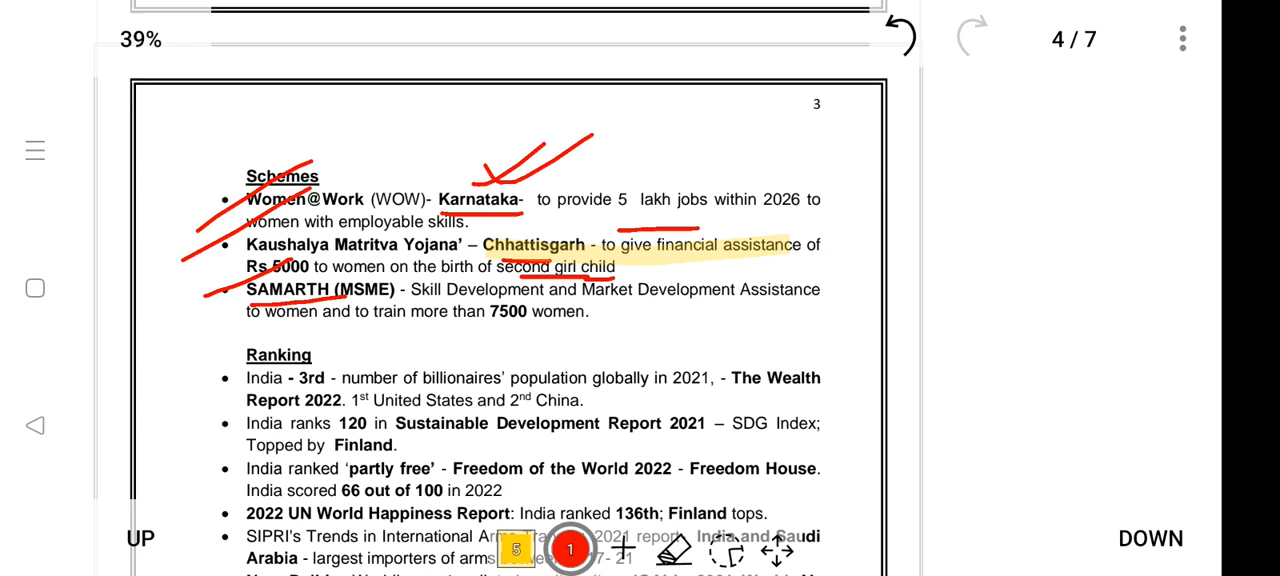 39%
4 / 7
3
Schemes
• Women@Work (WOW)- Karnataka- to provide 5 lakh jobs within 2026 to
women with employable skills.
• Kaushalya Matritva Yojana’ – Chhattisgarh - to give financial assistance of
Rs 5000 to women on the birth of second girl child
• SAMARTH (MSME) - Skill Development and Market Development Assistance
to women and to train more than 7500 women.
Ranking
• India - 3rd - number of billionaires’ population globally in 2021, - The Wealth
Report 2022. 1st United States and 2nd China.
• India ranks 120 in Sustainable Development Report 2021 – SDG Index;
Topped by Finland.
• India ranked ‘partly free’ - Freedom of the World 2022 - Freedom House.
India scored 66 out of 100 in 2022
• 2022 UN World Happiness Report: India ranked 136th; Finland tops.
• SIPRI's Trends in International 2021 report India and Saudi
Arabia - largest importers of arms 17- 21
UP
5
1
DOWN